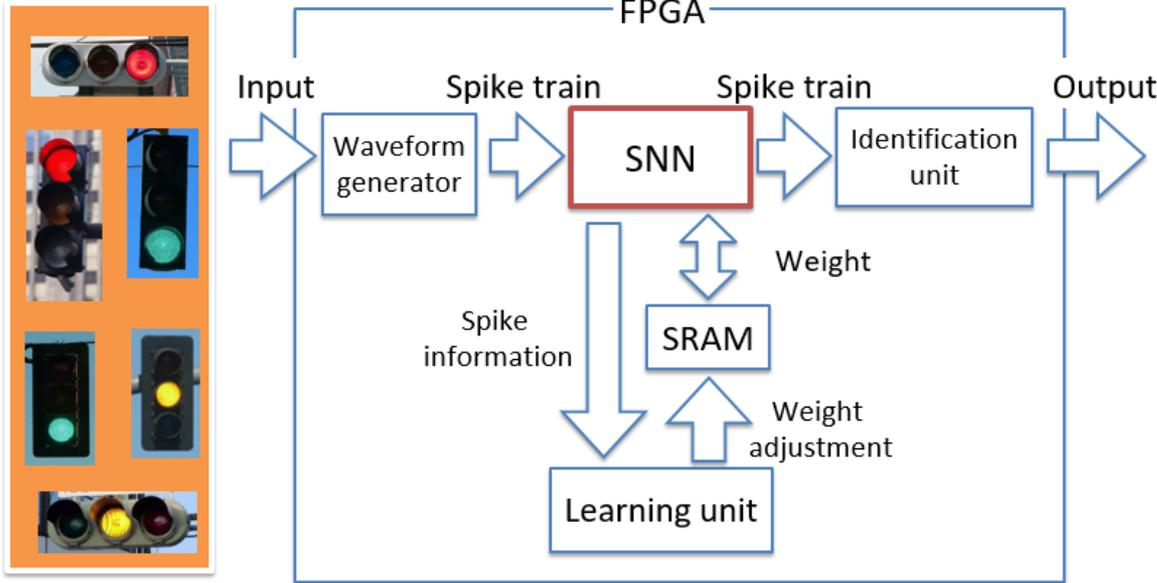 FPGA
Input
Spike train
Spike train
Output
Waveform
generator
SNN
Identification
unit
Weight
Spike
information
SRAM
Weight
adjustment
Learning unit